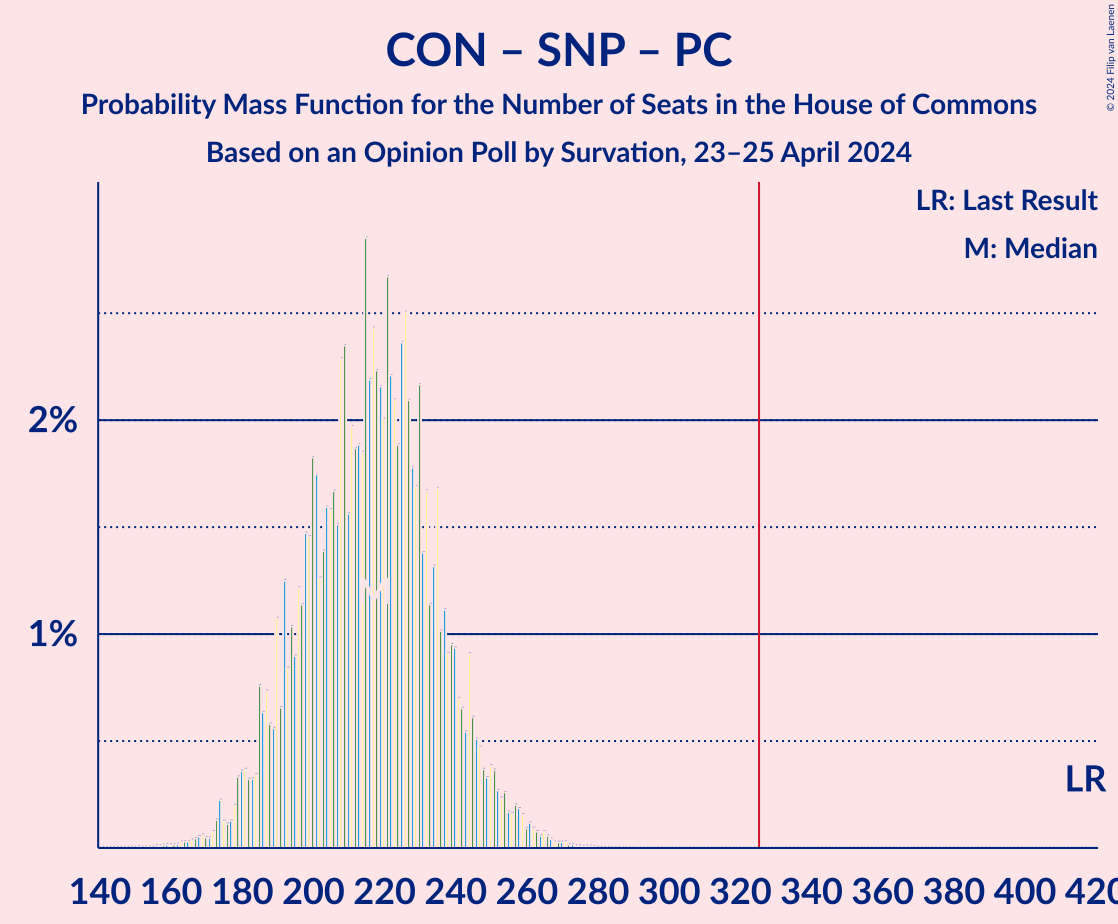 CON – SNP – PC
Probability Mass Function for the Number of Seats in the House of Commons
Based on an Opinion Poll by Survation, 23–25 April 2024
© 2024 Filip van Laenen
LR: Last Result
M: Median
2%
1%
M
LR
140 160 180 200 220 240 260 280 300 320 340 360 380 400 420